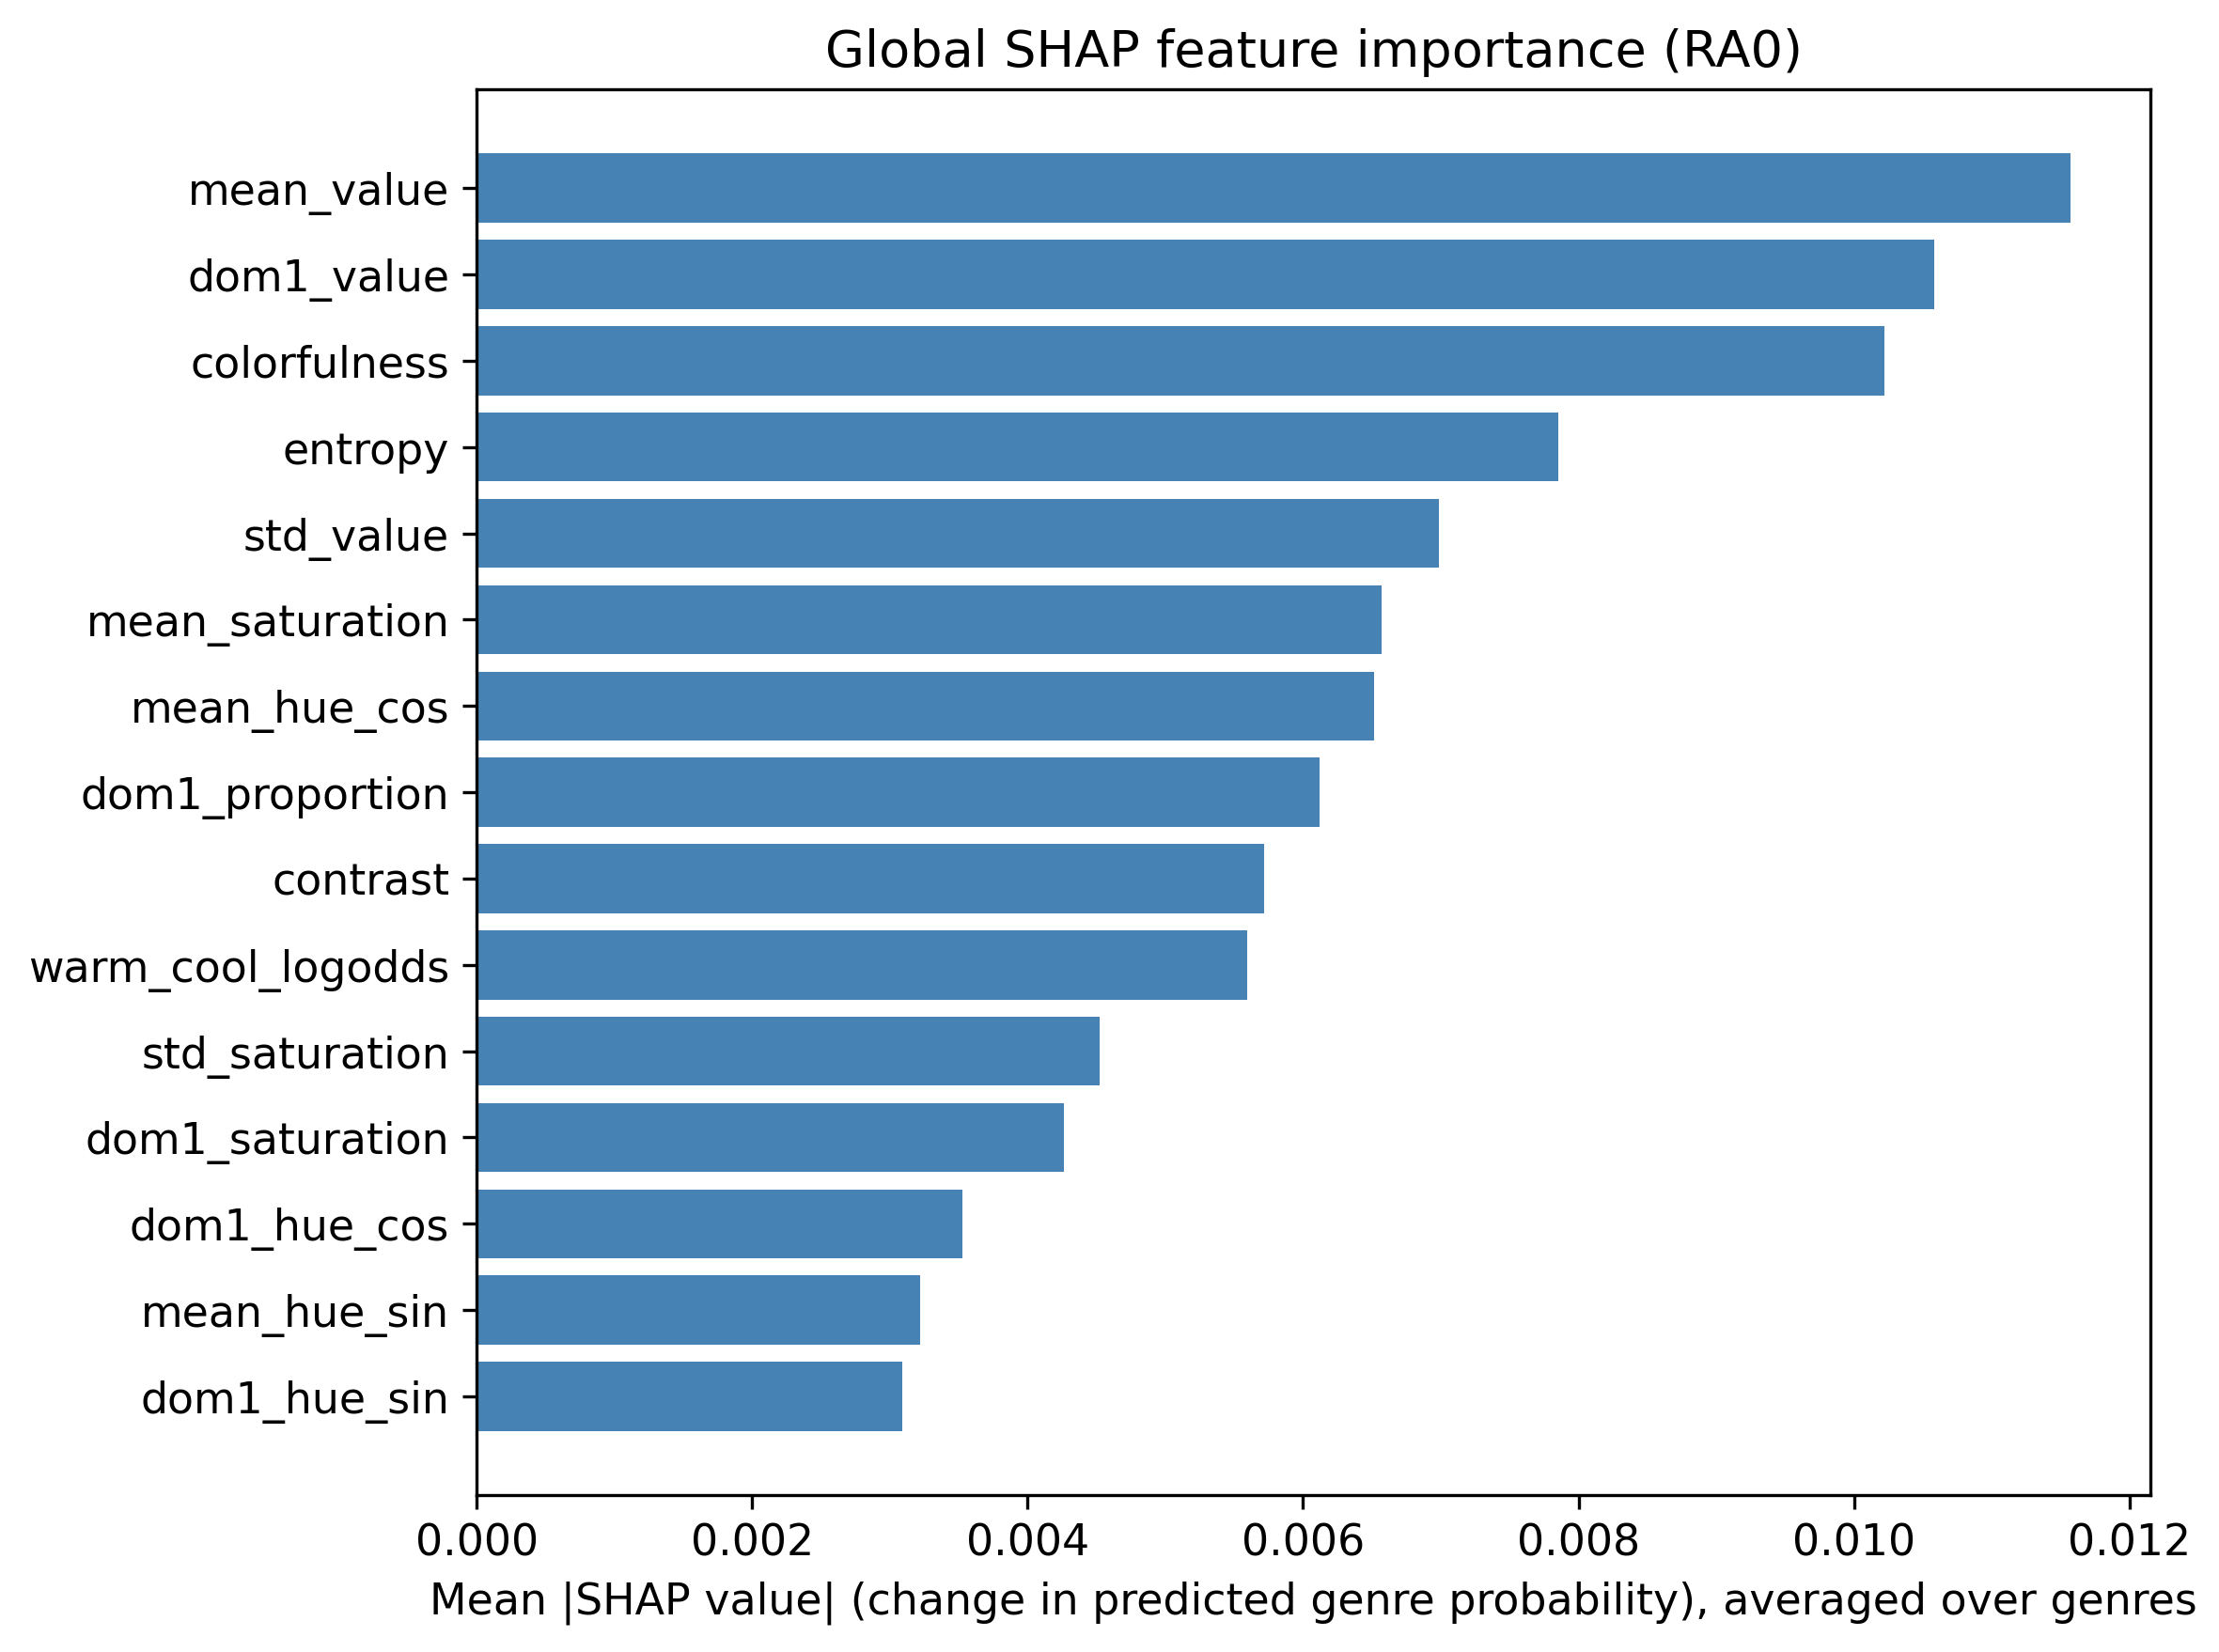 Global SHAP feature importance (RA0)
mean_value
dom1_value
colorfulness
entropy
std_value
mean_saturation
mean_hue_cos
dom1_proportion
contrast
warm_cool_logodds
std_saturation
dom1_saturation
dom1_hue_cos
mean_hue_sin
dom1_hue_sin
0.000 0.002 0.004 0.006 0.008 0.010 0.012
Mean |SHAP value| (change in predicted genre probability), averaged over genres